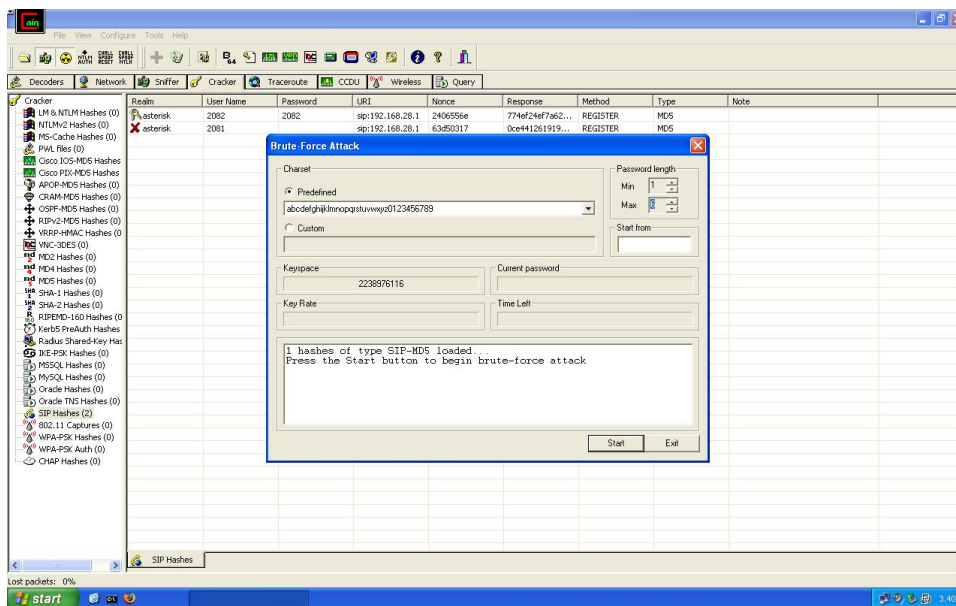 Cain
File View Configure Tools Help
Decoders Network Sniffer Cracker Traceroute CCDU Wireless Query
Cracker
LM & NTLM Hashes (0)
NTLMv2 Hashes (0)
MS-Cache Hashes (0)
PWL files (0)
Cisco IOS-MD5 Hashes
Cisco PIX-MD5 Hashes
APOP-MD5 Hashes (0)
CRAM-MD5 Hashes (0)
OSPF-MD5 Hashes (0)
RIPv2-MD5 Hashes (0)
VRRP-HMAC Hashes (0
VNC-3DES (0)
MD2 Hashes (0)
MD4 Hashes (0)
MD5 Hashes (0)
SHA-1 Hashes (0)
SHA-2 Hashes (0)
RIPEMD-160 Hashes (0
Kerb5 PreAuth Hashes
Radius Shared-Key Has
IKE-PSK Hashes (0)
MSSQL Hashes (0)
MySQL Hashes (0)
Oracle Hashes (0)
Oracle TNS Hashes (0)
SIP Hashes (2)
802.11 Captures (0)
WPA-PSK Hashes (0)
WPA-PSK Auth (0)
CHAP Hashes (0)
Realm User Name Password URI Nonce Response Method Type Note
asterisk 2082 2082 sip:192.168.28.1 2406556e 774ef24ef7a62... REGISTER MD5
asterisk 2081 sip:192.168.28.1 63d50317 0ce441261919... REGISTER MD5
Brute-Force Attack
Charset
Predefined
abcdefghijklmnopqrstuvwxyz0123456789
Custom
Password length
Min 1
Max 6
Start from
Keyspace
2238976116
Current password
Key Rate
Time Left
1 hashes of type SIP-MD5 loaded...
Press the Start button to begin brute-force attack
Start Exit
SIP Hashes
Lost packets: 0%
start
3.40